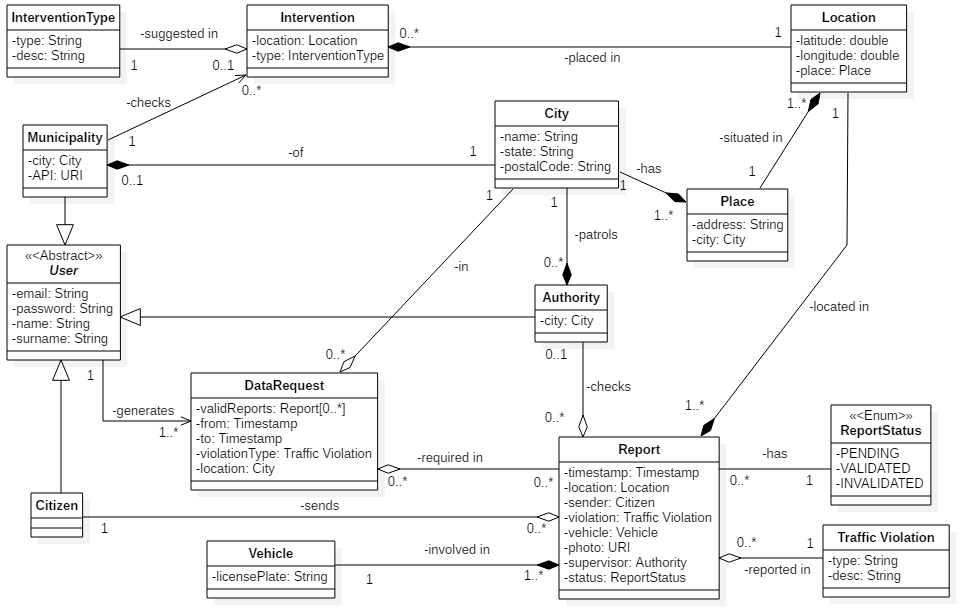 InterventionType
-type: String
-desc: String
-suggested in
1
0..1
Intervention
-location: Location
-type: InterventionType
0..*
1
-placed in
Location
-latitude: double
-longitude: double
-place: Place
0..*
-checks
1
1..*
1
-situated in
1
Municipality
-city: City
-API: URI
-of
0..1
1
City
-name: String
-state: String
-postalCode: String
-has
1
1..*
Place
-address: String
-city: City
1
1
-patrols
0..*
-in
0..*
«<Abstract>»
User
-email: String
-password: String
-name: String
-surname: String
Authority
-city: City
0..1
-checks
0..*
-located in
1..*
1
-generates
1..*
DataRequest
-validReports: Report[0..*]
-from: Timestamp
-to: Timestamp
-violationType: Traffic Violation
-location: City
-required in
0..*
0..*
Report
-timestamp: Timestamp
-location: Location
-sender: Citizen
-violation: Traffic Violation
-vehicle: Vehicle
-photo: URI
-supervisor: Authority
-status: ReportStatus
-has
0..*
1
«<Enum>»
ReportStatus
-PENDING
-VALIDATED
-INVALIDATED
Citizen
-sends
1
0..*
Vehicle
-licensePlate: String
-involved in
1
1..*
0..*
1
-reported in
Traffic Violation
-type: String
-desc: String